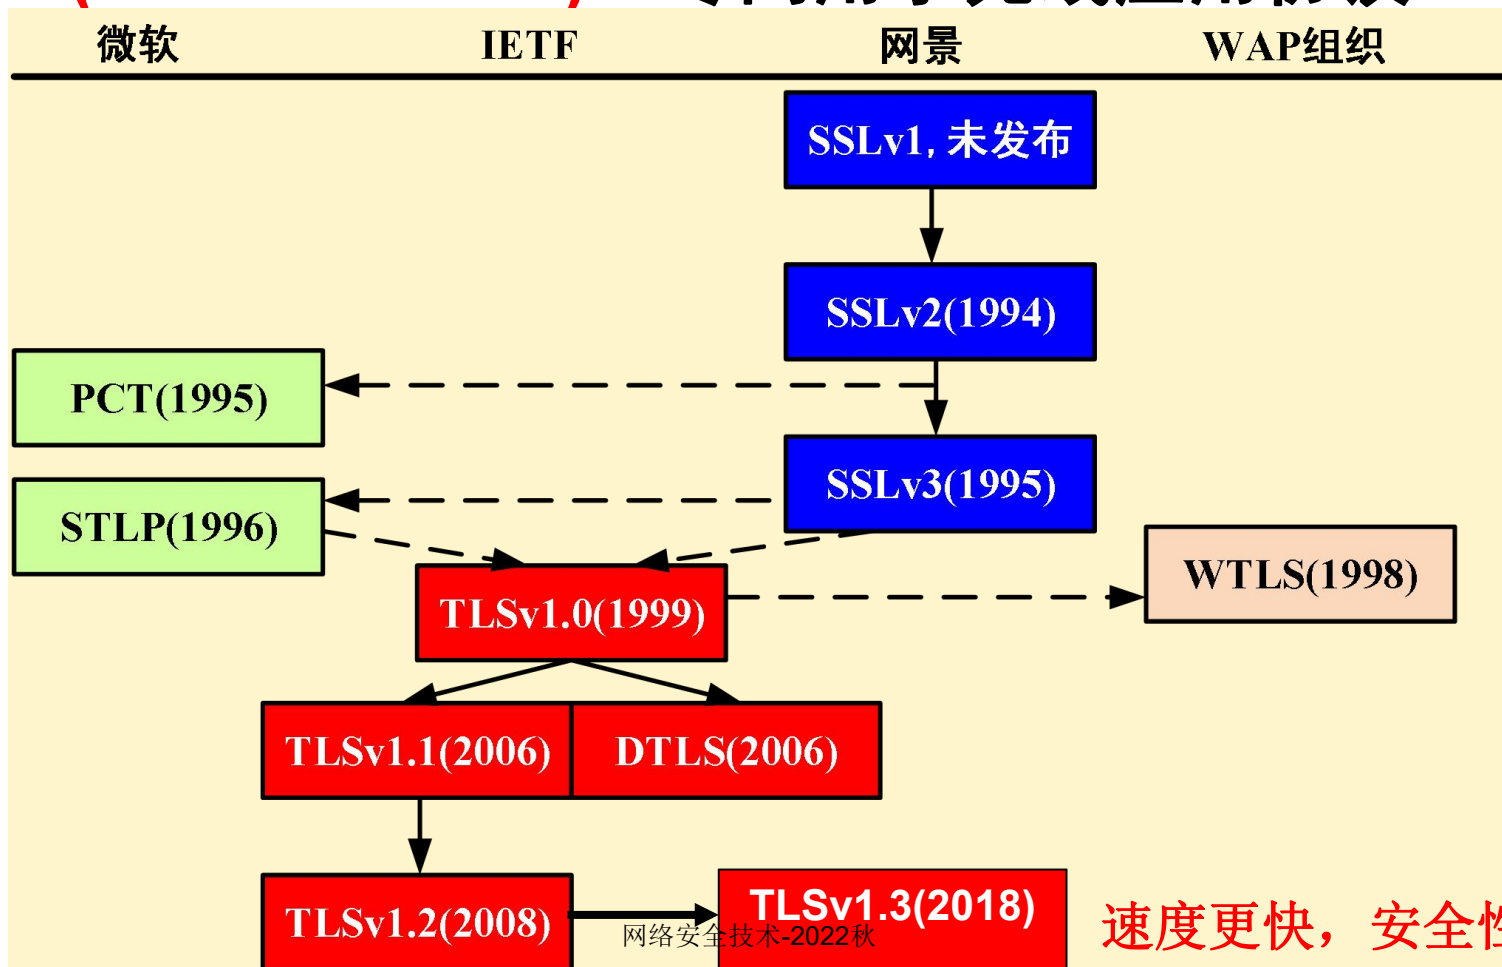 微软 IETF 网景 WAP组织
SSLv1, 未发布
SSLv2(1994)
PCT(1995)
SSLv3(1995)
STLP(1996)
WTLS(1998)
TLSv1.0(1999)
TLSv1.1(2006) DTLS(2006)
TLSv1.2(2008) TLSv1.3(2018)
速度更快，安全性
网络安全技术-2022秋